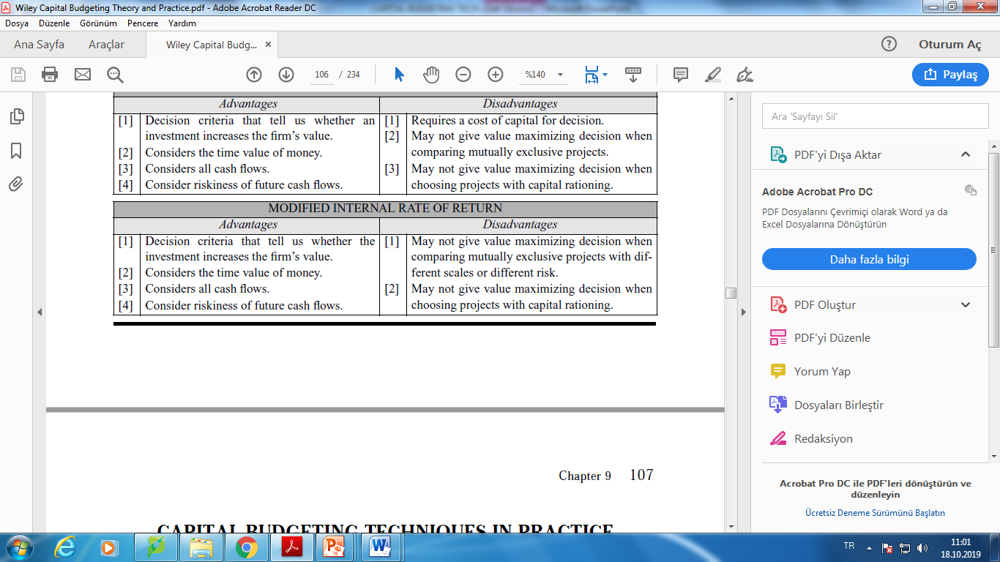 Wiley Capital Budgeting Theory and Practice.pdf - Adobe Acrobat Reader DC
Dosya Düzenle Görünüm Pencere Yardım
Ana Sayfa Araçlar Wiley Capital Budg... × Oturum Aç
106 / 234 %140 Paylaş
Advantages Disadvantages
[1] Decision criteria that tell us whether an [1] Requires a cost of capital for decision.
investment increases the firm's value. [2] May not give value maximizing decision when
[2] Considers the time value of money. comparing mutually exclusive projects.
[3] Considers all cash flows. [3] May not give value maximizing decision when
[4] Consider riskiness of future cash flows. choosing projects with capital rationing.
MODIFIED INTERNAL RATE OF RETURN
Advantages Disadvantages
[1] Decision criteria that tell us whether the [1] May not give value maximizing decision when
investment increases the firm's value. comparing mutually exclusive projects with dif-
[2] Considers the time value of money. ferent scales or different risk.
[3] Considers all cash flows. [2] May not give value maximizing decision when
[4] Consider riskiness of future cash flows. choosing projects with capital rationing.
Chapter 9 107
CAPITAL BUDGETING TECHNIQUES IN PRACTICE
Ara 'Sayfayı Sil'
PDF'yi Dışa Aktar
Adobe Acrobat Pro DC
PDF Dosyalarını Çevrimiçi olarak Word ya da
Excel Dosyalarına Dönüştürün
Daha fazla bilgi
PDF Oluştur
PDF'yi Düzenle
Yorum Yap
Dosyaları Birleştir
Redaksiyon
Acrobat Pro DC ile PDF'leri dönüştürün ve
düzenleyin
Ücretsiz Deneme Sürümünü Başlatın
TR 11:01
18.10.2019